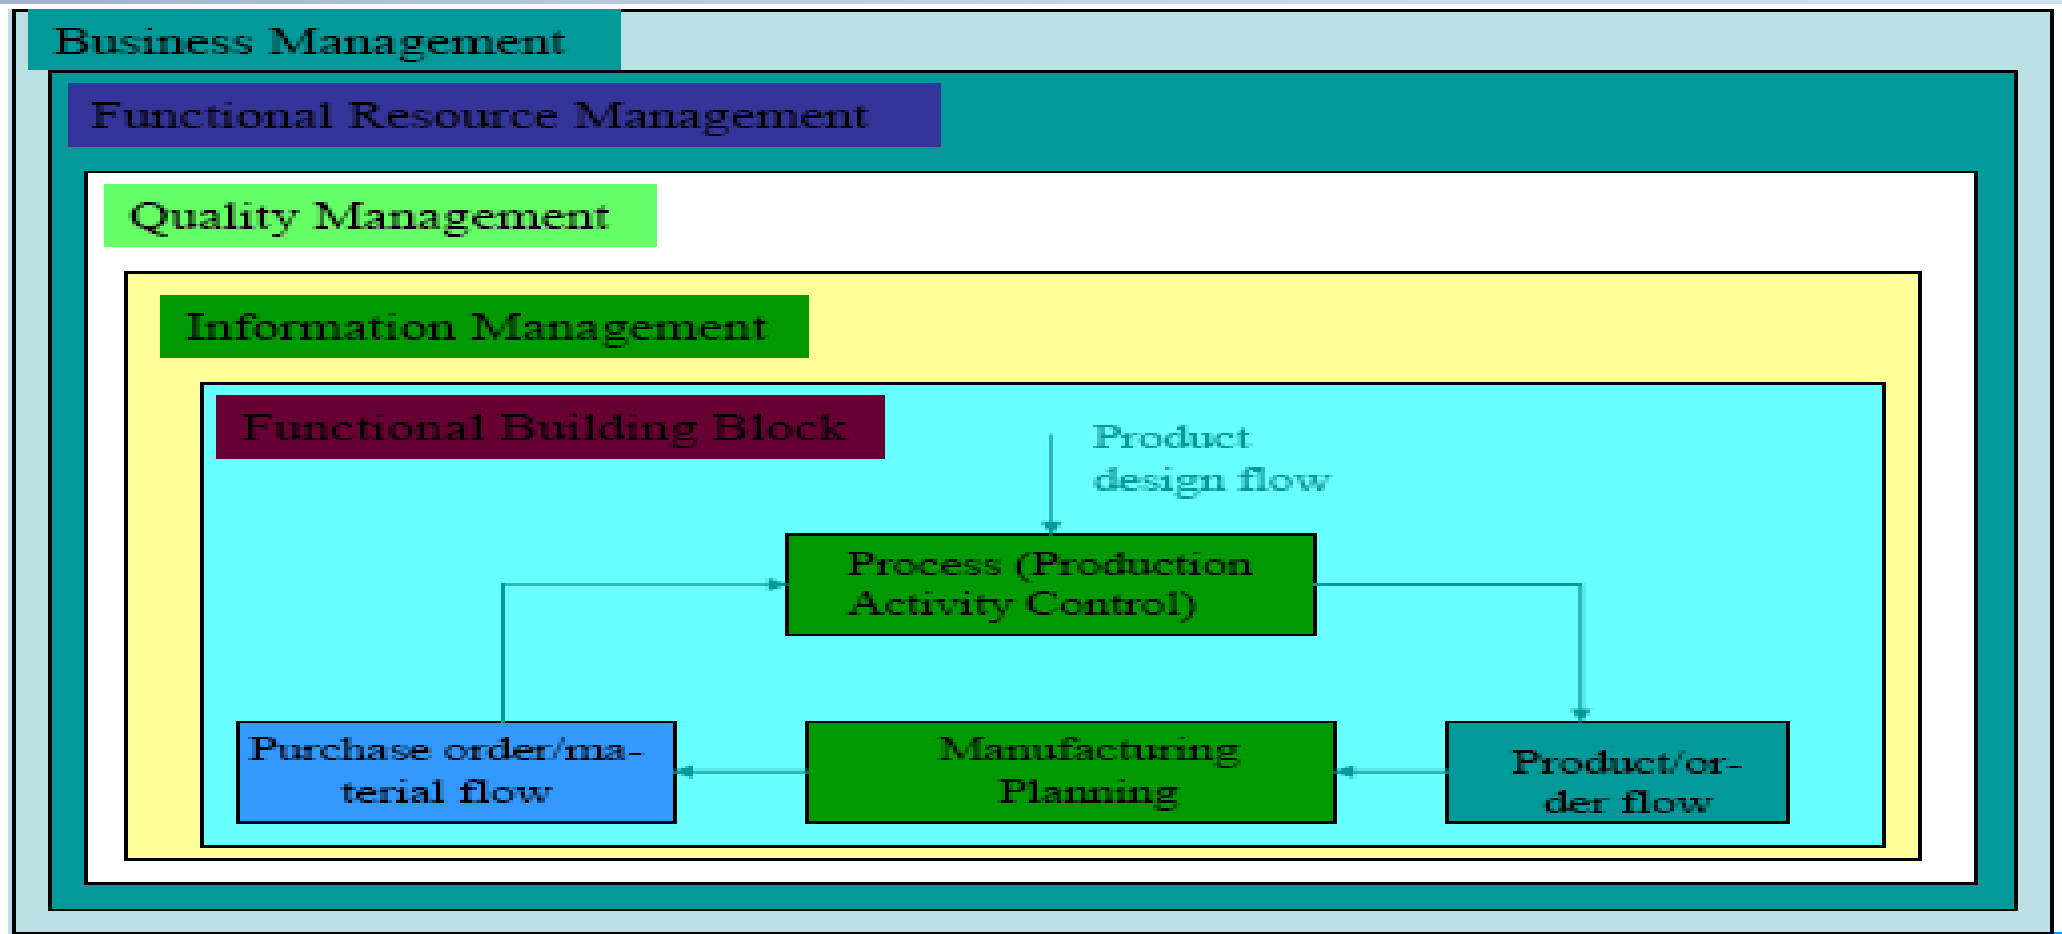 Business Management
Functional Resource Management
Quality Management
Information Management
Functional Building Block
Product
design flow
Process (Production
Activity Control)
Purchase order/ma-
terial flow
Manufacturing
Planning
Product/or-
der flow